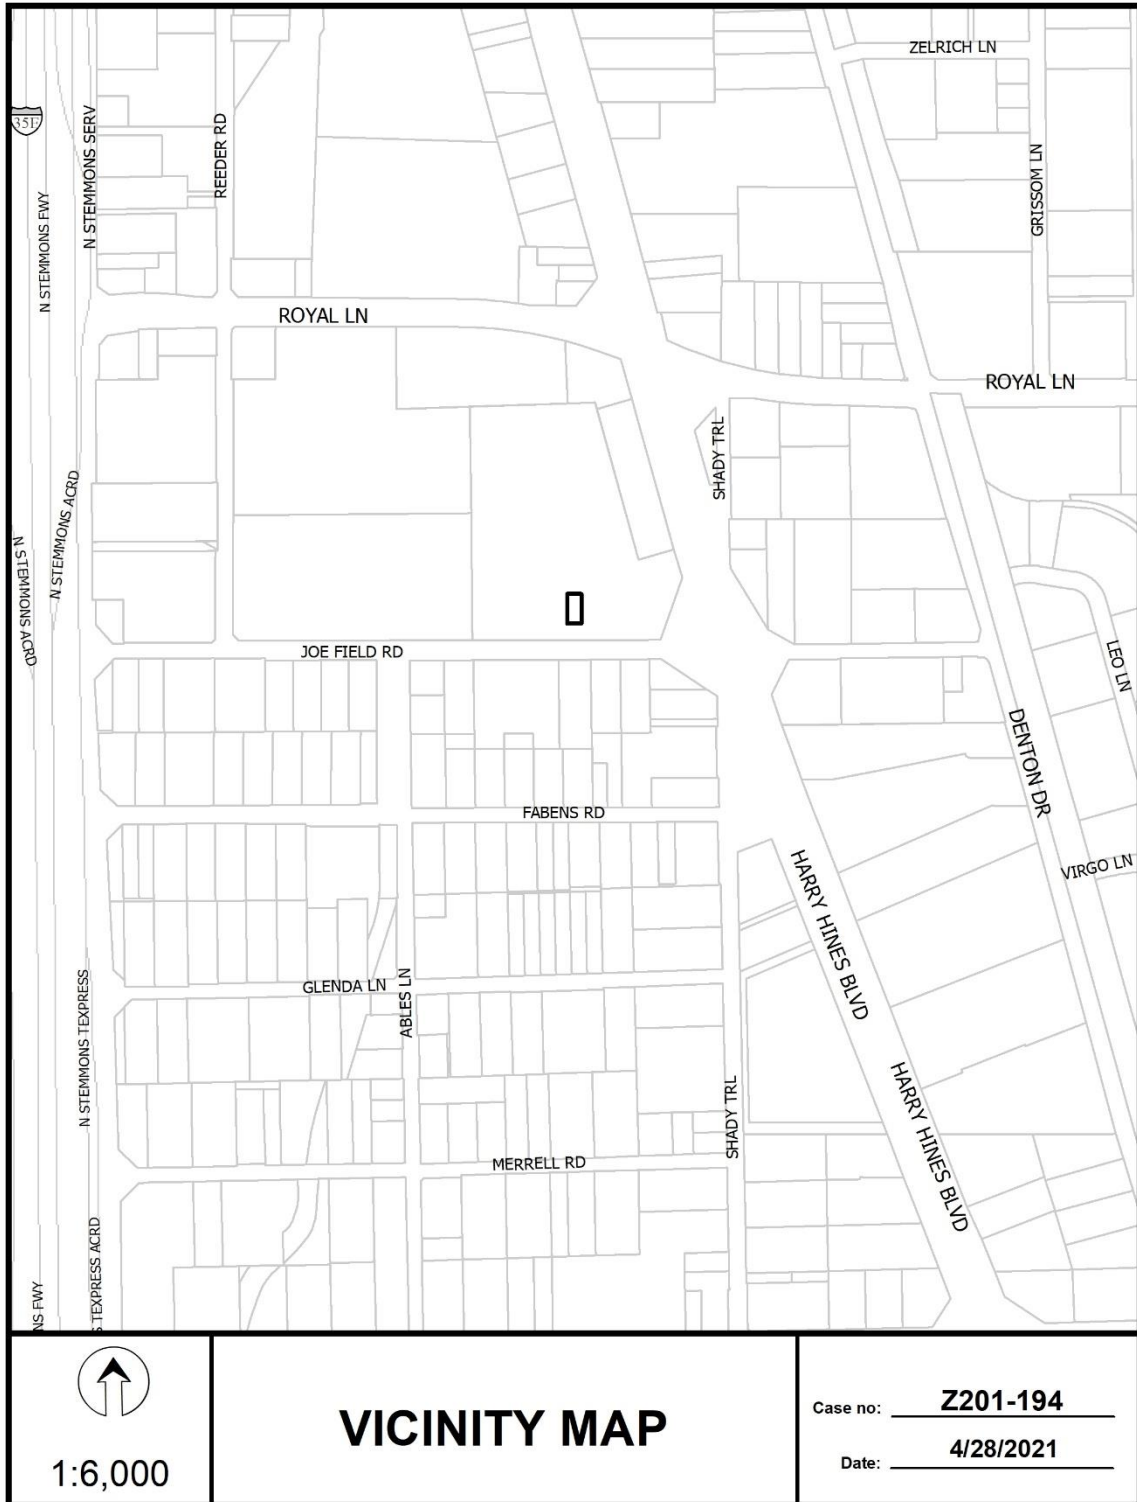 ZELRICH LN
35E
N STEMMONS SERV
REEDER RD
GRISSOM LN
N STEMMONS FWY
ROYAL LN
ROYAL LN
SHADY TRL
N STEMMONS ACRD
N STEMMONS ACRD
JOE FIELD RD
LEO LN
DENTON DR
FABENS RD
VIRGO LN
HARRY HINES BLVD
GLENDA LN
ABLES LN
N STEMMONS TEXPRESS
HARRY HINES BLVD
SHADY TRL
MERRELL RD
TEXPRESS ACRD
NS FWY
1:6,000
VICINITY MAP
Case no: Z201-194
Date: 4/28/2021